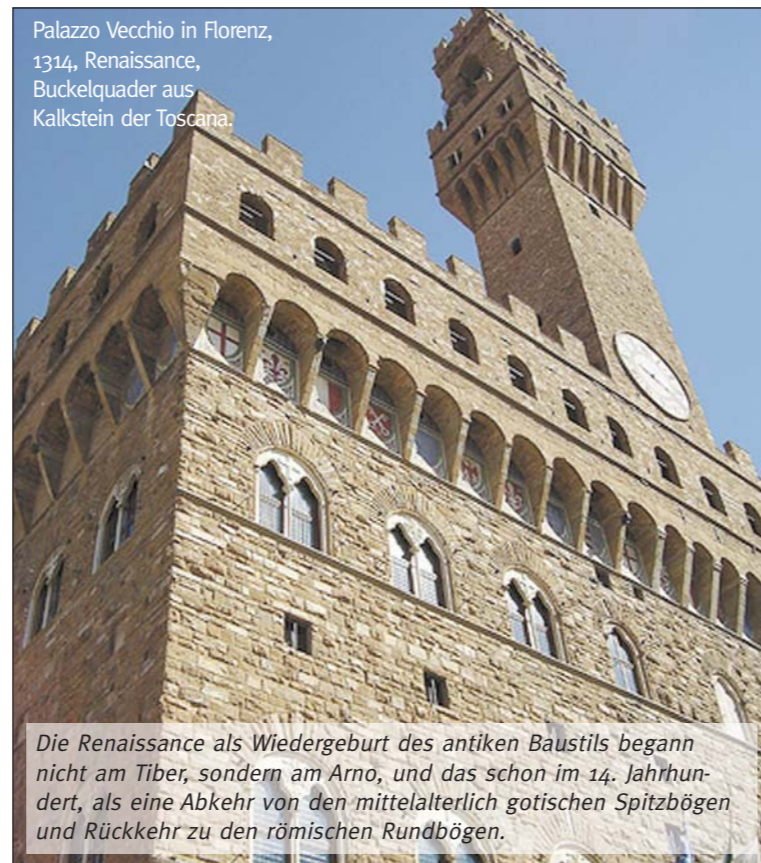 Palazzo Vecchio in Florenz,
1314, Renaissance,
Buckelquader aus
Kalkstein der Toscana.
Die Renaissance als Wiedergeburt des antiken Baustils begann
nicht am Tiber, sondern am Arno, und das schon im 14. Jahrhun-
dert, als eine Abkehr von den mittelalterlich gotischen Spitzbögen
und Rückkehr zu den römischen Rundbögen.